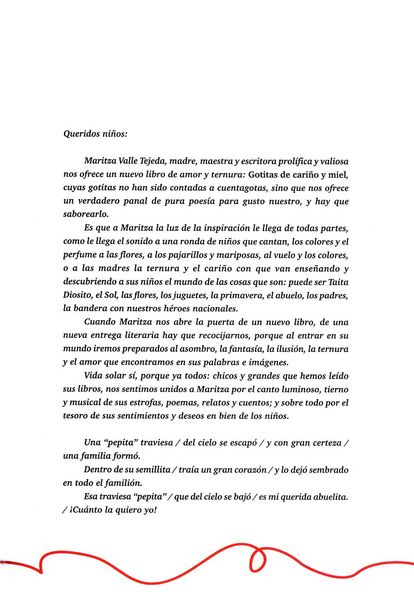 Queridos niños:
Maritza Valle Tejeda, madre, maestra y escritora prolífica y valiosa
nos ofrece un nuevo libro de amor y ternura: Gotitas de cariño y miel,
cuyas gotitas no han sido contadas a cuentagotas, sino que nos ofrece
un verdadero panal de pura poesía para gusto nuestro, y hay que
saborearlo.
Es que a Maritza la luz de la inspiración le llega de todas partes,
como le llega el sonido a una ronda de niños que cantan, los colores y el
perfume a las flores, a los pajarillos y mariposas, al vuelo y los colores,
o a las madres la ternura y el cariño con que van enseñando y
descubriendo a sus niños el mundo de las cosas que son: puede ser Taita
Diosito, el Sol, las flores, los juguetes, la primavera, el abuelo, los padres,
la bandera con nuestros héroes nacionales.
Cuando Maritza nos abre la puerta de un nuevo libro, de una
nueva entrega literaria hay que recocijarnos, porque al entrar en su
mundo iremos preparados al asombro, la fantasía, la ilusión, la ternura
y el amor que encontramos en sus palabras e imágenes.
Vida solar sí, porque ya todos: chicos y grandes que hemos leído
sus libros, nos sentimos unidos a Maritza por el canto luminoso, tierno
y musical de sus estrofas, poemas, relatos y cuentos; y sobre todo por el
tesoro de sus sentimientos y deseos en bien de los niños.
Una "pepita" traviesa / del cielo se escapó / y con gran certeza /
una familia formó.
Dentro de su semillita / traía un gran corazón / y lo dejó sembrado
en todo el familión.
Esa traviesa "pepita" / que del cielo se bajó / es mi querida abuelita.
/ ¡Cuánto la quiero yo!